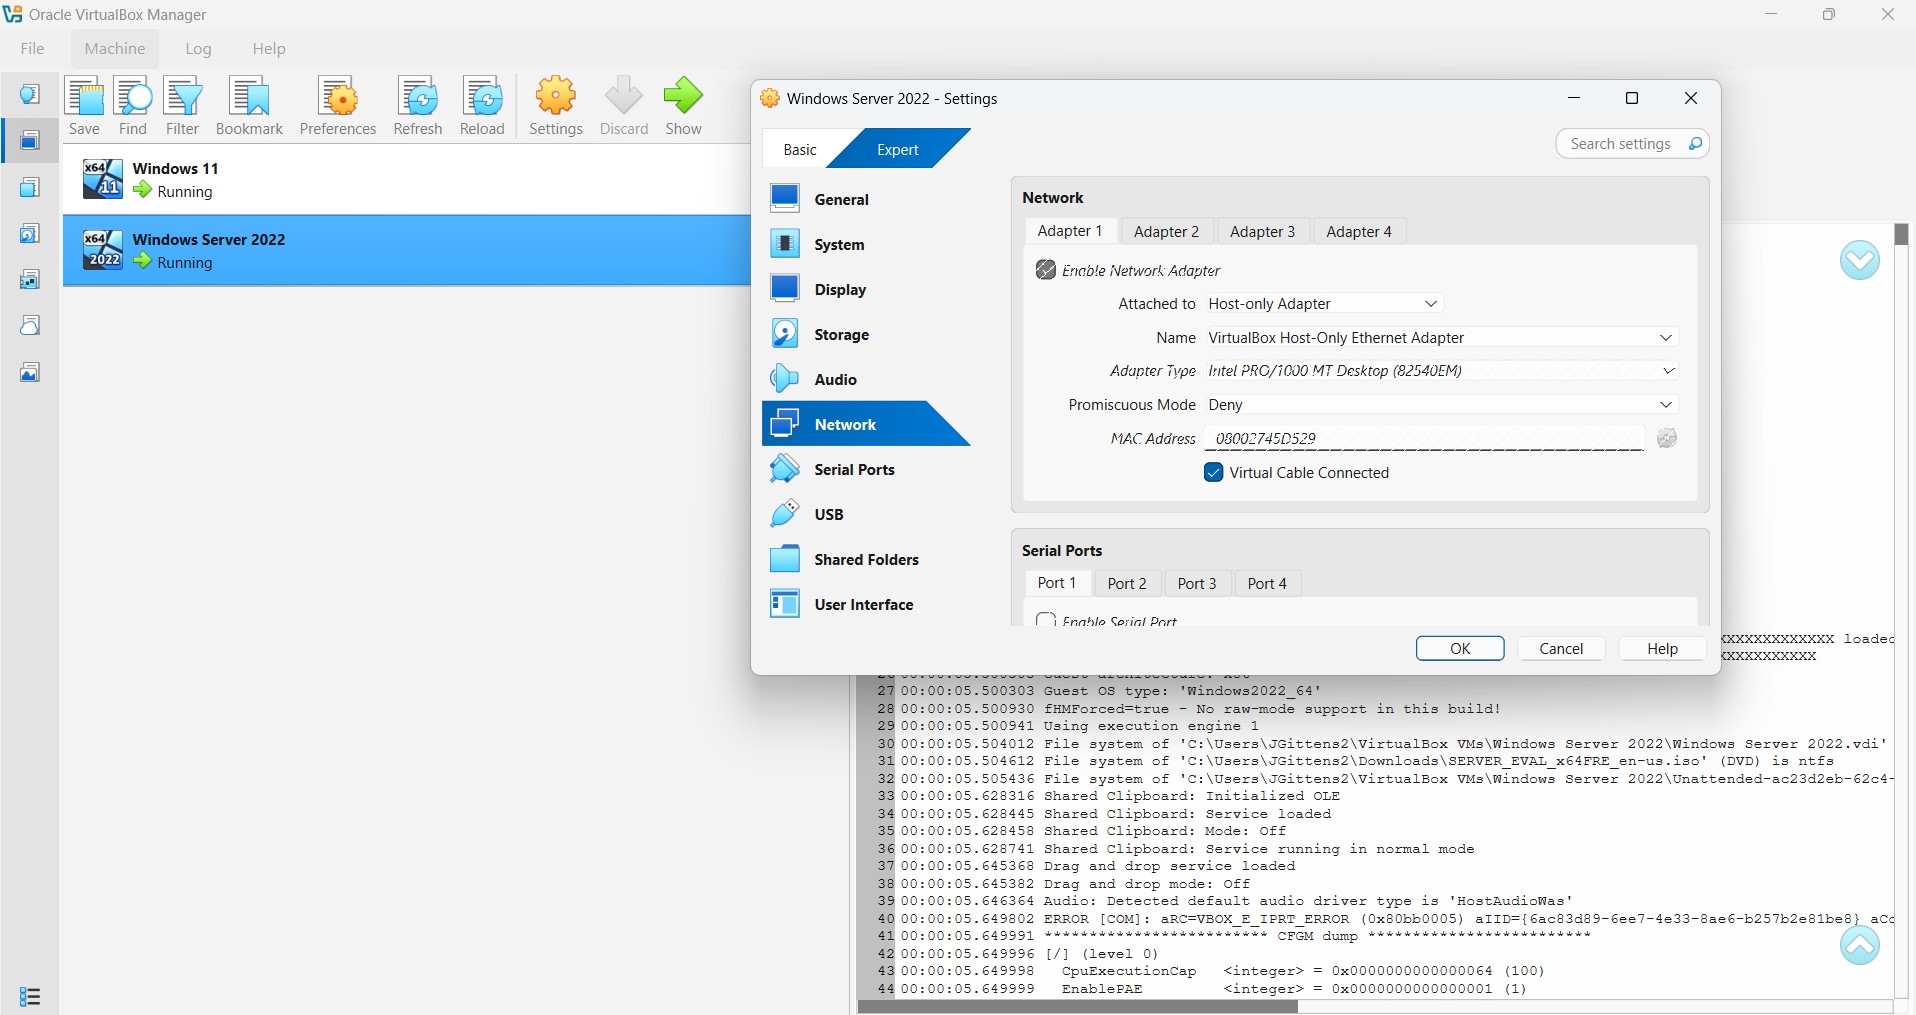 Oracle VirtualBox Manager
File Machine Log Help
Save Find Filter Bookmark Preferences Refresh Reload Settings Discard Show
x64 11 Windows 11
Running
x64 2022 Windows Server 2022
Running
Windows Server 2022 - Settings
Basic Expert
Search settings
General
System
Display
Storage
Audio
Network
Serial Ports
USB
Shared Folders
User Interface
Network
Adapter 1 Adapter 2 Adapter 3 Adapter 4
Enable Network Adapter
Attached to Host-only Adapter
Name VirtualBox Host-Only Ethernet Adapter
Adapter Type Intel PRO/1000 MT Desktop (82540EM)
Promiscuous Mode Deny
MAC Address 08002745D529
Virtual Cable Connected
Serial Ports
Port 1 Port 2 Port 3 Port 4
Enable Serial Port
OK Cancel Help
XXXXXXXXXXXXX loaded
XXXXXXXXXXX
27 00:00:05.500303 Guest OS type: 'Windows2022_64'
28 00:00:05.500930 fHMForced=true - No raw-mode support in this build!
29 00:00:05.500941 Using execution engine 1
30 00:00:05.504012 File system of 'C:\Users\JGittens2\VirtualBox VMs\Windows Server 2022\Windows Server 2022.vdi'
31 00:00:05.504612 File system of 'C:\Users\JGittens2\Downloads\SERVER_EVAL_x64FRE_en-us.iso' (DVD) is ntfs
32 00:00:05.505436 File system of 'C:\Users\JGittens2\VirtualBox VMs\Windows Server 2022\Unattended-ac23d2eb-62c4-
33 00:00:05.628316 Shared Clipboard: Initialized OLE
34 00:00:05.628445 Shared Clipboard: Service loaded
35 00:00:05.628458 Shared Clipboard: Mode: Off
36 00:00:05.628741 Shared Clipboard: Service running in normal mode
37 00:00:05.645368 Drag and drop service loaded
38 00:00:05.645382 Drag and drop mode: Off
39 00:00:05.646364 Audio: Detected default audio driver type is 'HostAudioWas'
40 00:00:05.649802 ERROR [COM]: aRC=VBOX_E_IPRT_ERROR (0x80bb0005) aIID={6ac83d89-6ee7-4e33-8ae6-b257b2e81be8} aCo
41 00:00:05.649991 ************************* CFGM dump *************************
42 00:00:05.649996 [/] (level 0)
43 00:00:05.649998 CpuExecutionCap <integer> = 0x0000000000000064 (100)
44 00:00:05.649999 EnablePAE <integer> = 0x0000000000000001 (1)